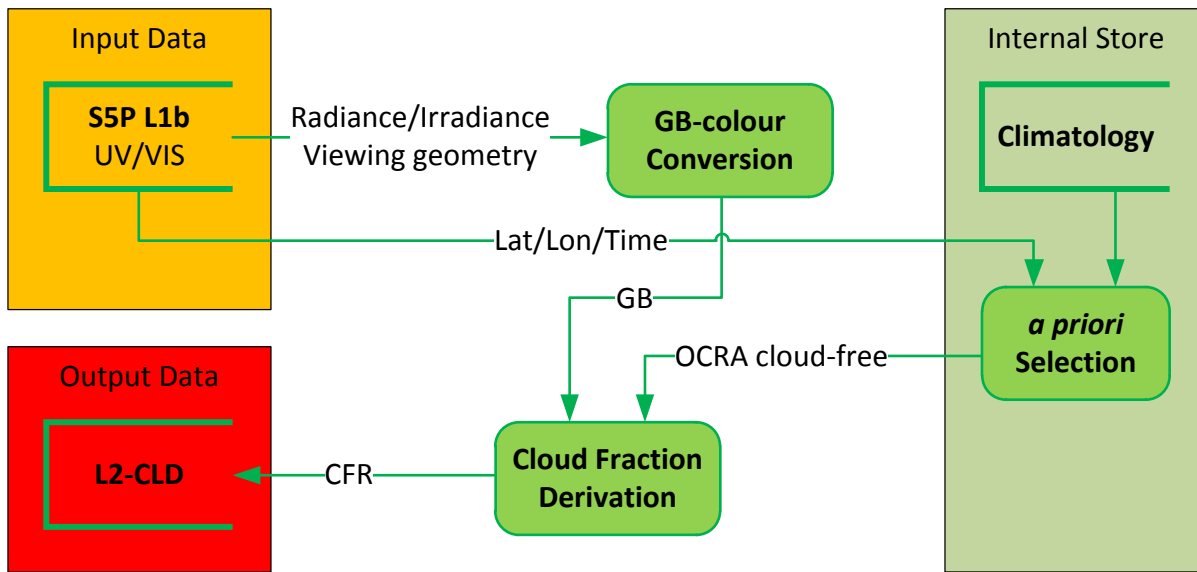 Input Data
S5P L1b
UV/VIS
Radiance/Irradiance
Viewing geometry
GB-colour
Conversion
Internal Store
Climatology
Lat/Lon/Time
GB
a priori
Selection
OCRA cloud-free
Output Data
L2-CLD
CFR
Cloud Fraction
Derivation